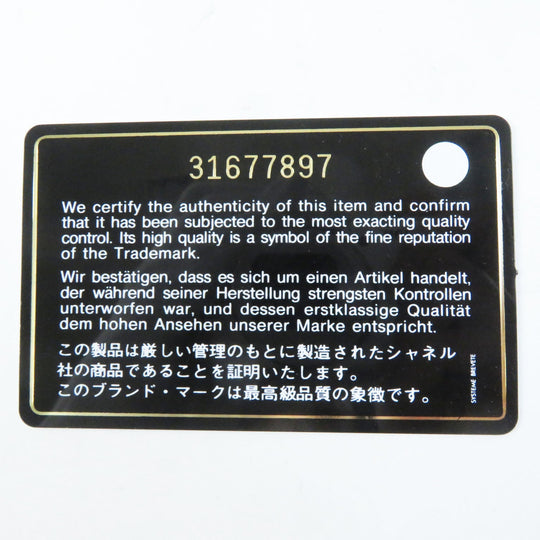 31677897
We certify the authenticity of this item and confirm
that it has been subjected to the most exacting quality
control. Its high quality is a symbol of the fine reputation
of the Trademark.
Wir bestätigen, dass es sich um einen Artikel handelt,
der während seiner Herstellung strengsten Kontrollen
unterworfen war, und dessen erstklassige Qualität
dem hohen Ansehen unserer Marke entspricht.
この製品は厳しい管理のもとに製造されたシャネル
社の商品であることを証明いたします。
このブランド・マークは最高級品質の象徴です。
SYSTEME BREVETE